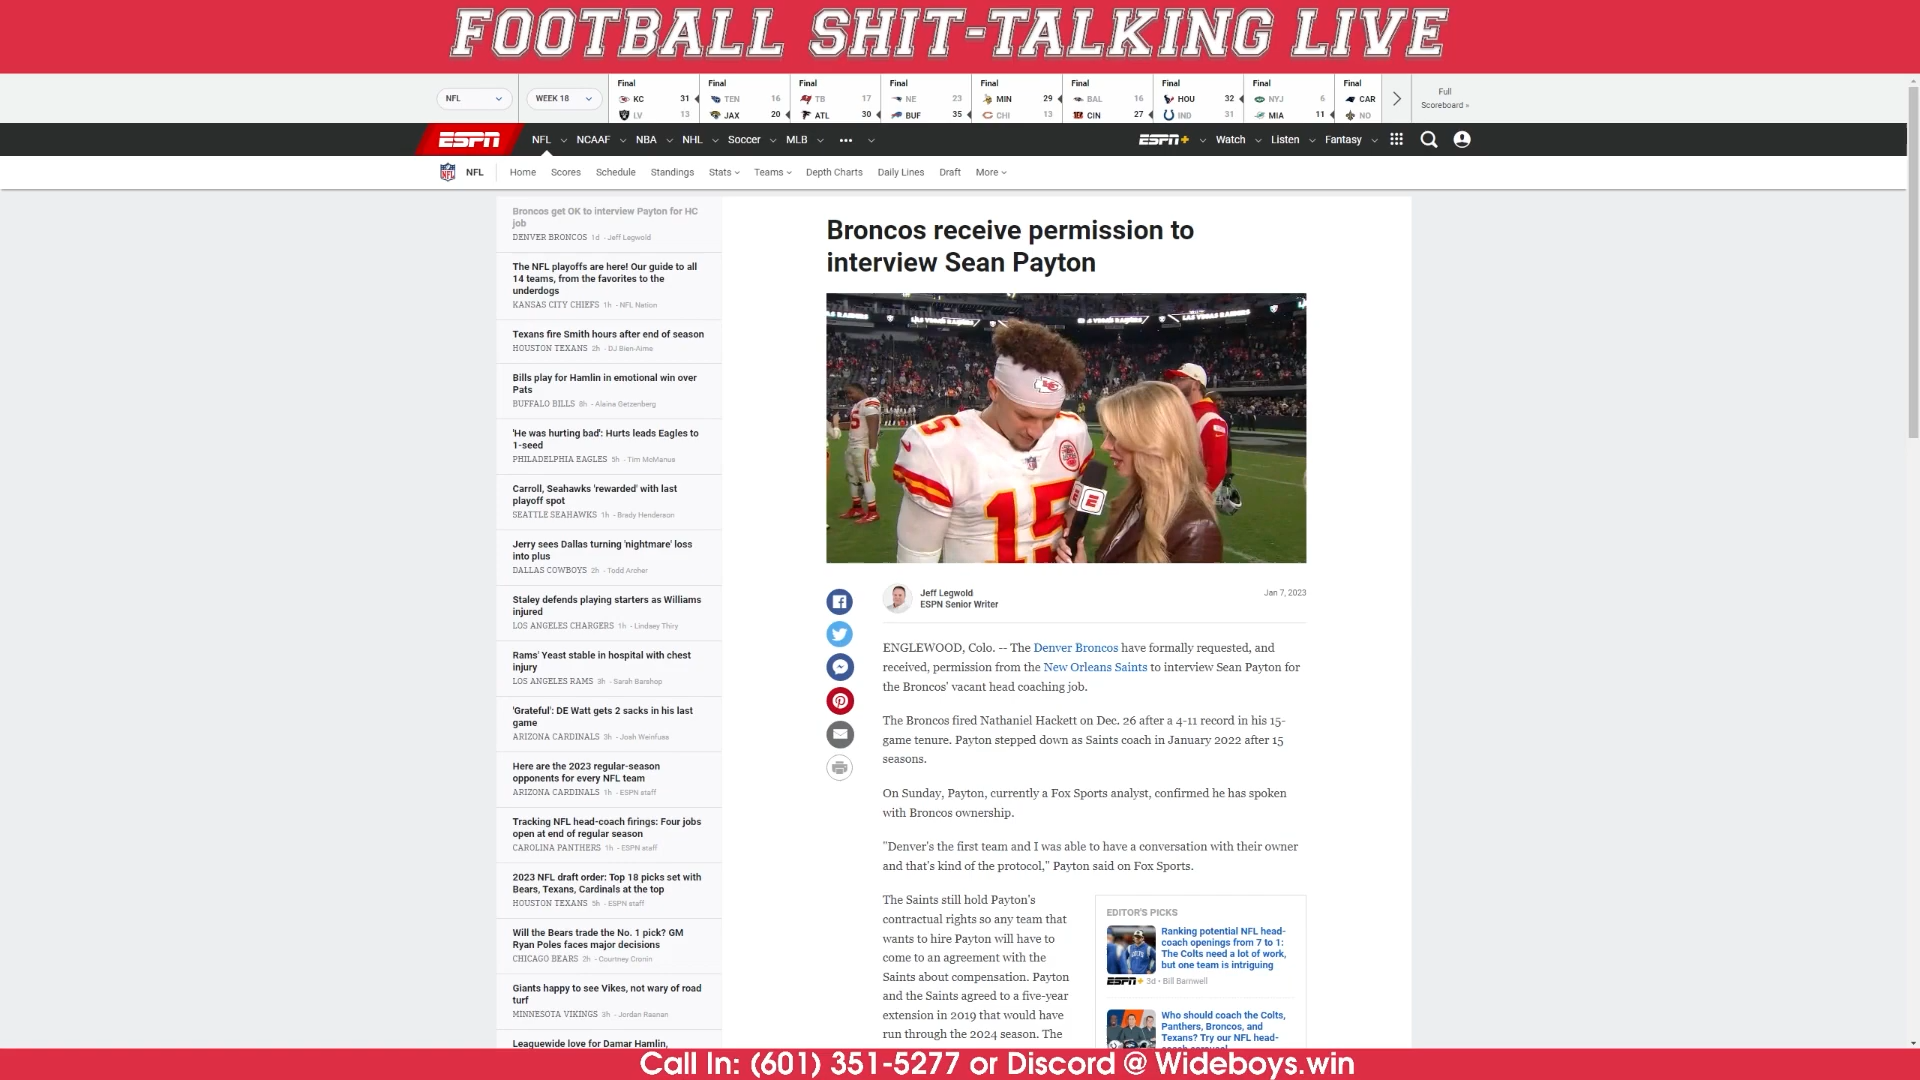 FOOTBALL SHIT-TALKING LIVE
NFL
WEEK 18
Final
KC 31
LV 13
Final
TEN 16
JAX 20
Final
TB 17
ATL 30
Final
NE 23
BUF 35
Final
MIN 29
CHI 13
Final
BAL 16
CIN 27
Final
HOU 32
IND 31
Final
NYJ 6
MIA 11
Final
CAR
NO
Full
Scoreboard »
ESPN NFL NCAAF NBA NHL Soccer MLB ••• ESPN+ Watch Listen Fantasy
NFL Home Scores Schedule Standings Stats Teams Depth Charts Daily Lines Draft More
Broncos get OK to interview Payton for HC
job
DENVER BRONCOS 1d - Jeff Legwold
The NFL playoffs are here! Our guide to all
14 teams, from the favorites to the
underdogs
KANSAS CITY CHIEFS 1h - NFL Nation
Texans fire Smith hours after end of season
HOUSTON TEXANS 2h - DJ Bien-Aime
Bills play for Hamlin in emotional win over
Pats
BUFFALO BILLS 8h - Alaina Getzenberg
'He was hurting bad': Hurts leads Eagles to
1-seed
PHILADELPHIA EAGLES 5h - Tim McManus
Carroll, Seahawks 'rewarded' with last
playoff spot
SEATTLE SEAHAWKS 1h - Brady Henderson
Jerry sees Dallas turning 'nightmare' loss
into plus
DALLAS COWBOYS 2h - Todd Archer
Staley defends playing starters as Williams
injured
LOS ANGELES CHARGERS 1h - Lindsey Thiry
Rams' Yeast stable in hospital with chest
injury
LOS ANGELES RAMS 3h - Sarah Barshop
'Grateful': DE Watt gets 2 sacks in his last
game
ARIZONA CARDINALS 3h - Josh Weinfuss
Here are the 2023 regular-season
opponents for every NFL team
ARIZONA CARDINALS 1h - ESPN staff
Tracking NFL head-coach firings: Four jobs
open at end of regular season
CAROLINA PANTHERS 1h - ESPN staff
2023 NFL draft order: Top 18 picks set with
Bears, Texans, Cardinals at the top
HOUSTON TEXANS 5h - ESPN staff
Will the Bears trade the No. 1 pick? GM
Ryan Poles faces major decisions
CHICAGO BEARS 2h - Courtney Cronin
Giants happy to see Vikes, not wary of road
turf
MINNESOTA VIKINGS 3h - Jordan Raanan
Leaguewide love for Damar Hamlin,
Broncos receive permission to
interview Sean Payton
LAS VEGAS RAIDERS
LAS VEGAS RAIDERS
15
Jeff Legwold
ESPN Senior Writer
Jan 7, 2023
ENGLEWOOD, Colo. -- The Denver Broncos have formally requested, and
received, permission from the New Orleans Saints to interview Sean Payton for
the Broncos' vacant head coaching job.
The Broncos fired Nathaniel Hackett on Dec. 26 after a 4-11 record in his 15-
game tenure. Payton stepped down as Saints coach in January 2022 after 15
seasons.
On Sunday, Payton, currently a Fox Sports analyst, confirmed he has spoken
with Broncos ownership.
"Denver's the first team and I was able to have a conversation with their owner
and that's kind of the protocol," Payton said on Fox Sports.
The Saints still hold Payton's
contractual rights so any team that
wants to hire Payton will have to
come to an agreement with the
Saints about compensation. Payton
and the Saints agreed to a five-year
extension in 2019 that would have
run through the 2024 season. The
EDITOR'S PICKS
Ranking potential NFL head-
coach openings from 7 to 1:
The Colts need a lot of work,
but one team is intriguing
ESPN+ 3d • Bill Barnwell
Who should coach the Colts,
Panthers, Broncos, and
Texans? Try our NFL head-
Call In: (601) 351-5277 or Discord @ Wideboys.win